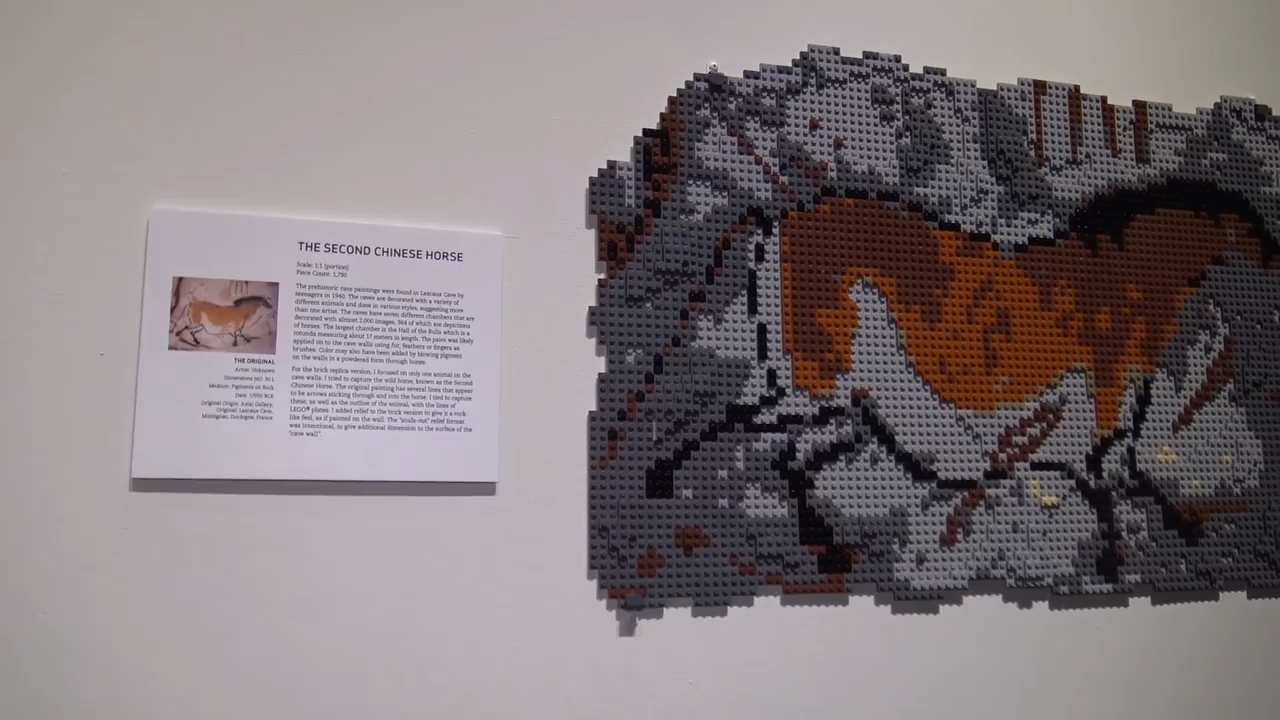 THE SECOND CHINESE HORSE
Scale: 1:1 (portion)
Piece Count: 1,790
The prehistoric cave paintings were found in Lascaux Cave by
teenagers in 1940. The caves are decorated with a variety of
different animals and done in various styles, suggesting more
than one artist. The caves have seven different chambers that are
decorated with almost 2,000 images, 364 of which are depictions
of horses. The largest chamber is the Hall of the Bulls which is a
rotunda measuring about 17 meters in length. The paint was likely
applied on to the cave walls using fur, feathers or fingers as
brushes. Color may also have been added by blowing pigment
on the walls in a powdered form through bones.
For the brick replica version, I focused on only one animal on the
cave walls. I tried to capture the wild horse, known as the Second
Chinese Horse. The original painting has several lines that appear
to be arrows sticking through and into the horse. I tied to capture
these, as well as the outline of the animal, with the lines of
LEGO® plates. I added relief to the brick version to give it a rock-
like feel, as if painted on the wall. The "studs-out" relief format
was intentional, to give additional dimension to the surface of the
"cave wall".
THE ORIGINAL
Artist: Unknown
Dimensions (m):
Medium: Pigments on Rock
Date: 15000 BCE
Original Origin: Axial Gallery,
Original Lascaux Cave,
Montignac, Dordogne, France